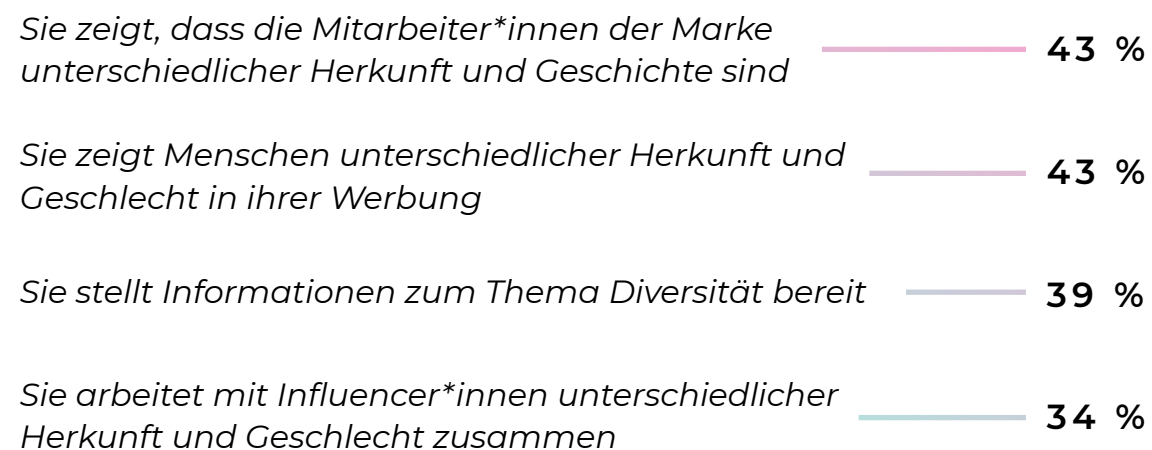 Sie zeigt, dass die Mitarbeiter*innen der Marke
unterschiedlicher Herkunft und Geschichte sind
43 %
Sie zeigt Menschen unterschiedlicher Herkunft und
Geschlecht in ihrer Werbung
43 %
Sie stellt Informationen zum Thema Diversität bereit
39 %
Sie arbeitet mit Influencer*innen unterschiedlicher
Herkunft und Geschlecht zusammen
34 %